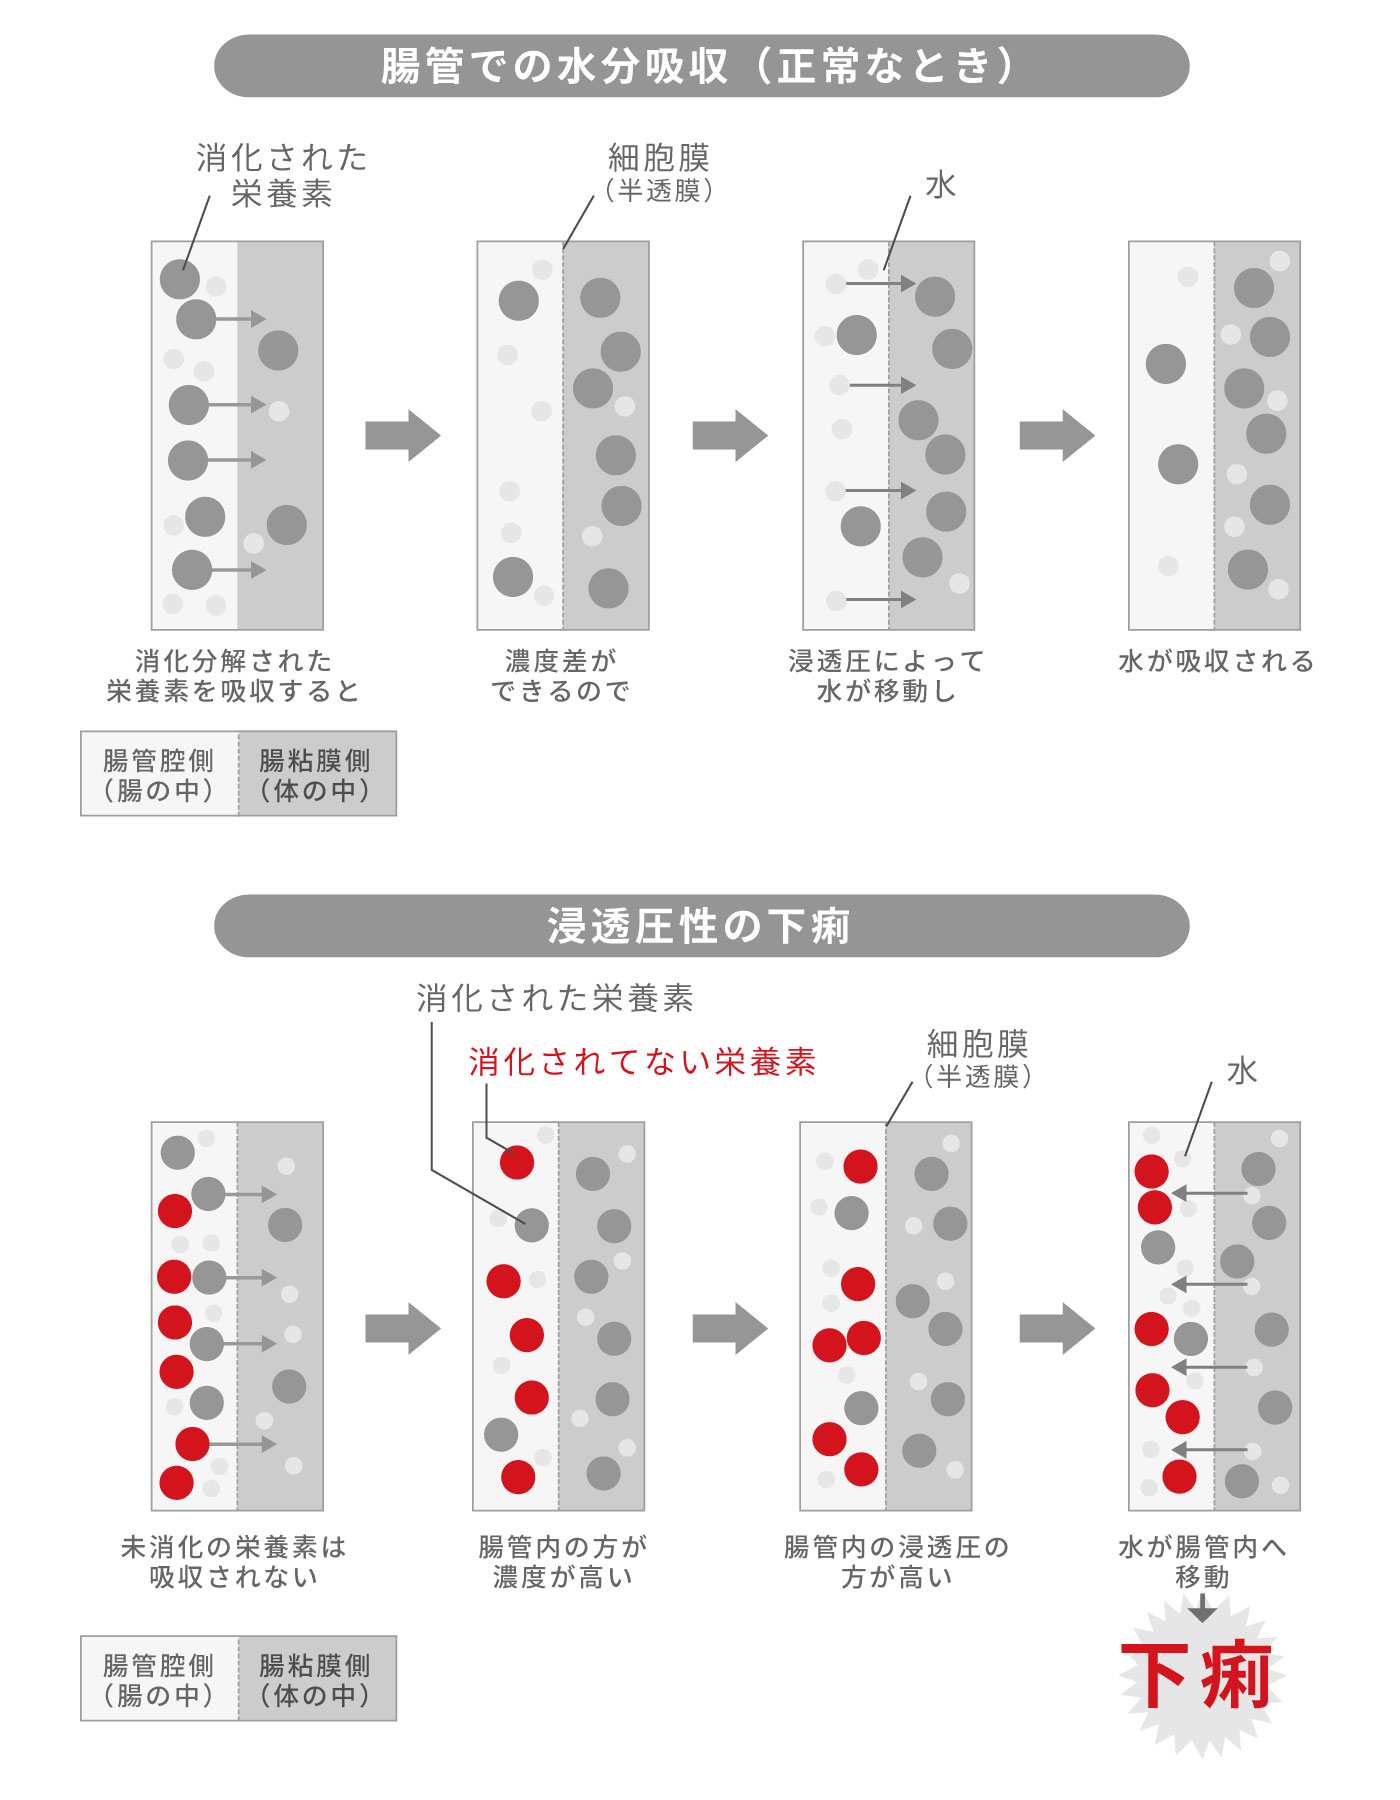 腸管での水分吸収（正常なとき）
消化された
栄養素
細胞膜
（半透膜）
水
消化分解された
栄養素を吸収すると
濃度差が
できるので
浸透圧によって
水が移動し
水が吸収される
腸管腔側
（腸の中）
腸粘膜側
（体の中）
浸透圧性の下痢
消化された栄養素
消化されてない栄養素
細胞膜
（半透膜）
水
未消化の栄養素は
吸収されない
腸管内の方が
濃度が高い
腸管内の浸透圧の
方が高い
水が腸管内へ
移動
下痢
腸管腔側
（腸の中）
腸粘膜側
（体の中）